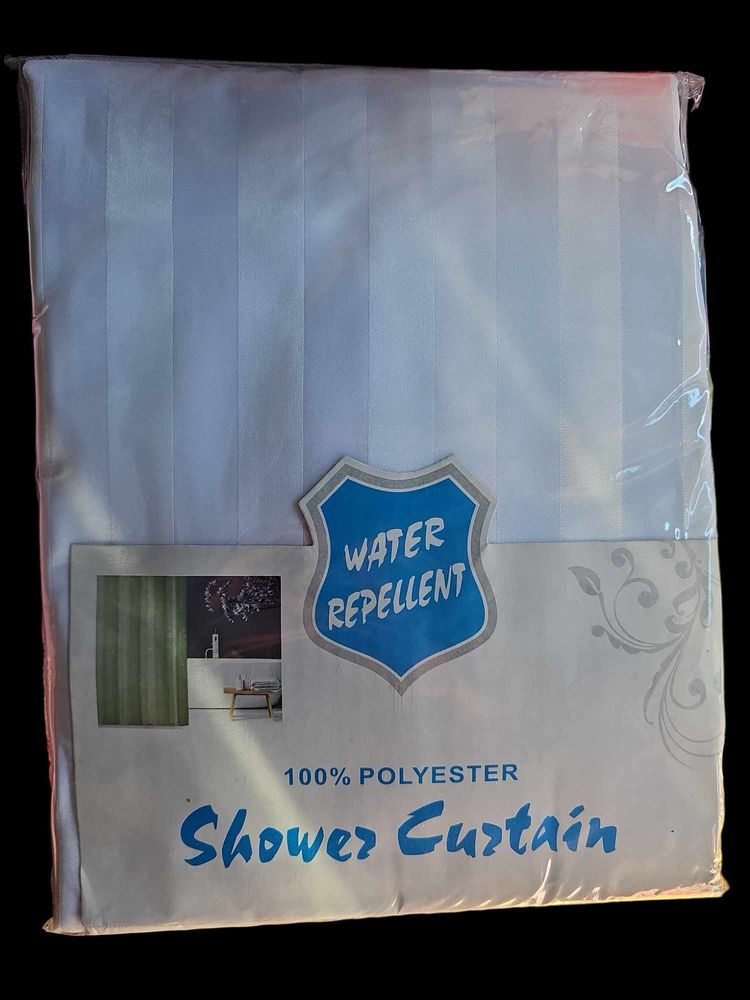 WATER
REPELLENT
100% POLYESTER
Shower Curtain